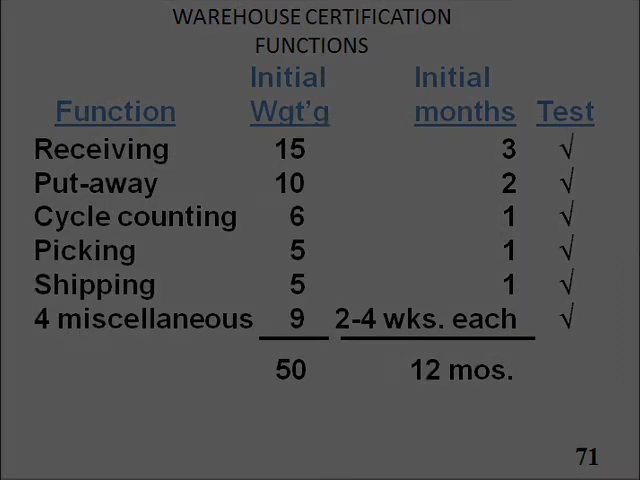 WAREHOUSE CERTIFICATION
FUNCTIONS
Initial Initial
Function Wgt'g months Test
Receiving 15 3 √
Put-away 10 2 √
Cycle counting 6 1 √
Picking 5 1 √
Shipping 5 1 √
4 miscellaneous 9 2-4 wks. each √
50 12 mos.
71